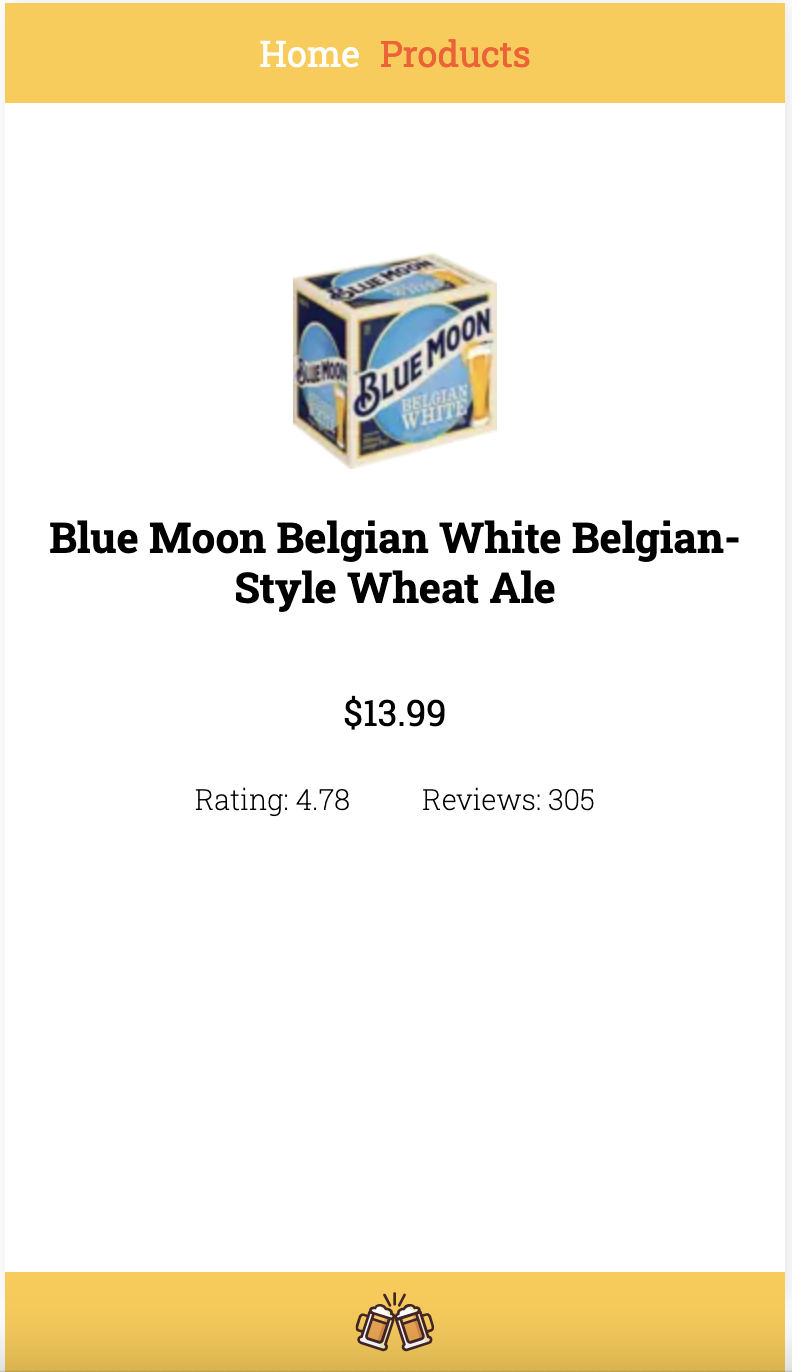 Home Products
BLUE MOON
BLUE MOON
BLUE MOON
BELGIAN
WHITE
Blue Moon Belgian White Belgian-
Style Wheat Ale
$13.99
Rating: 4.78 Reviews: 305